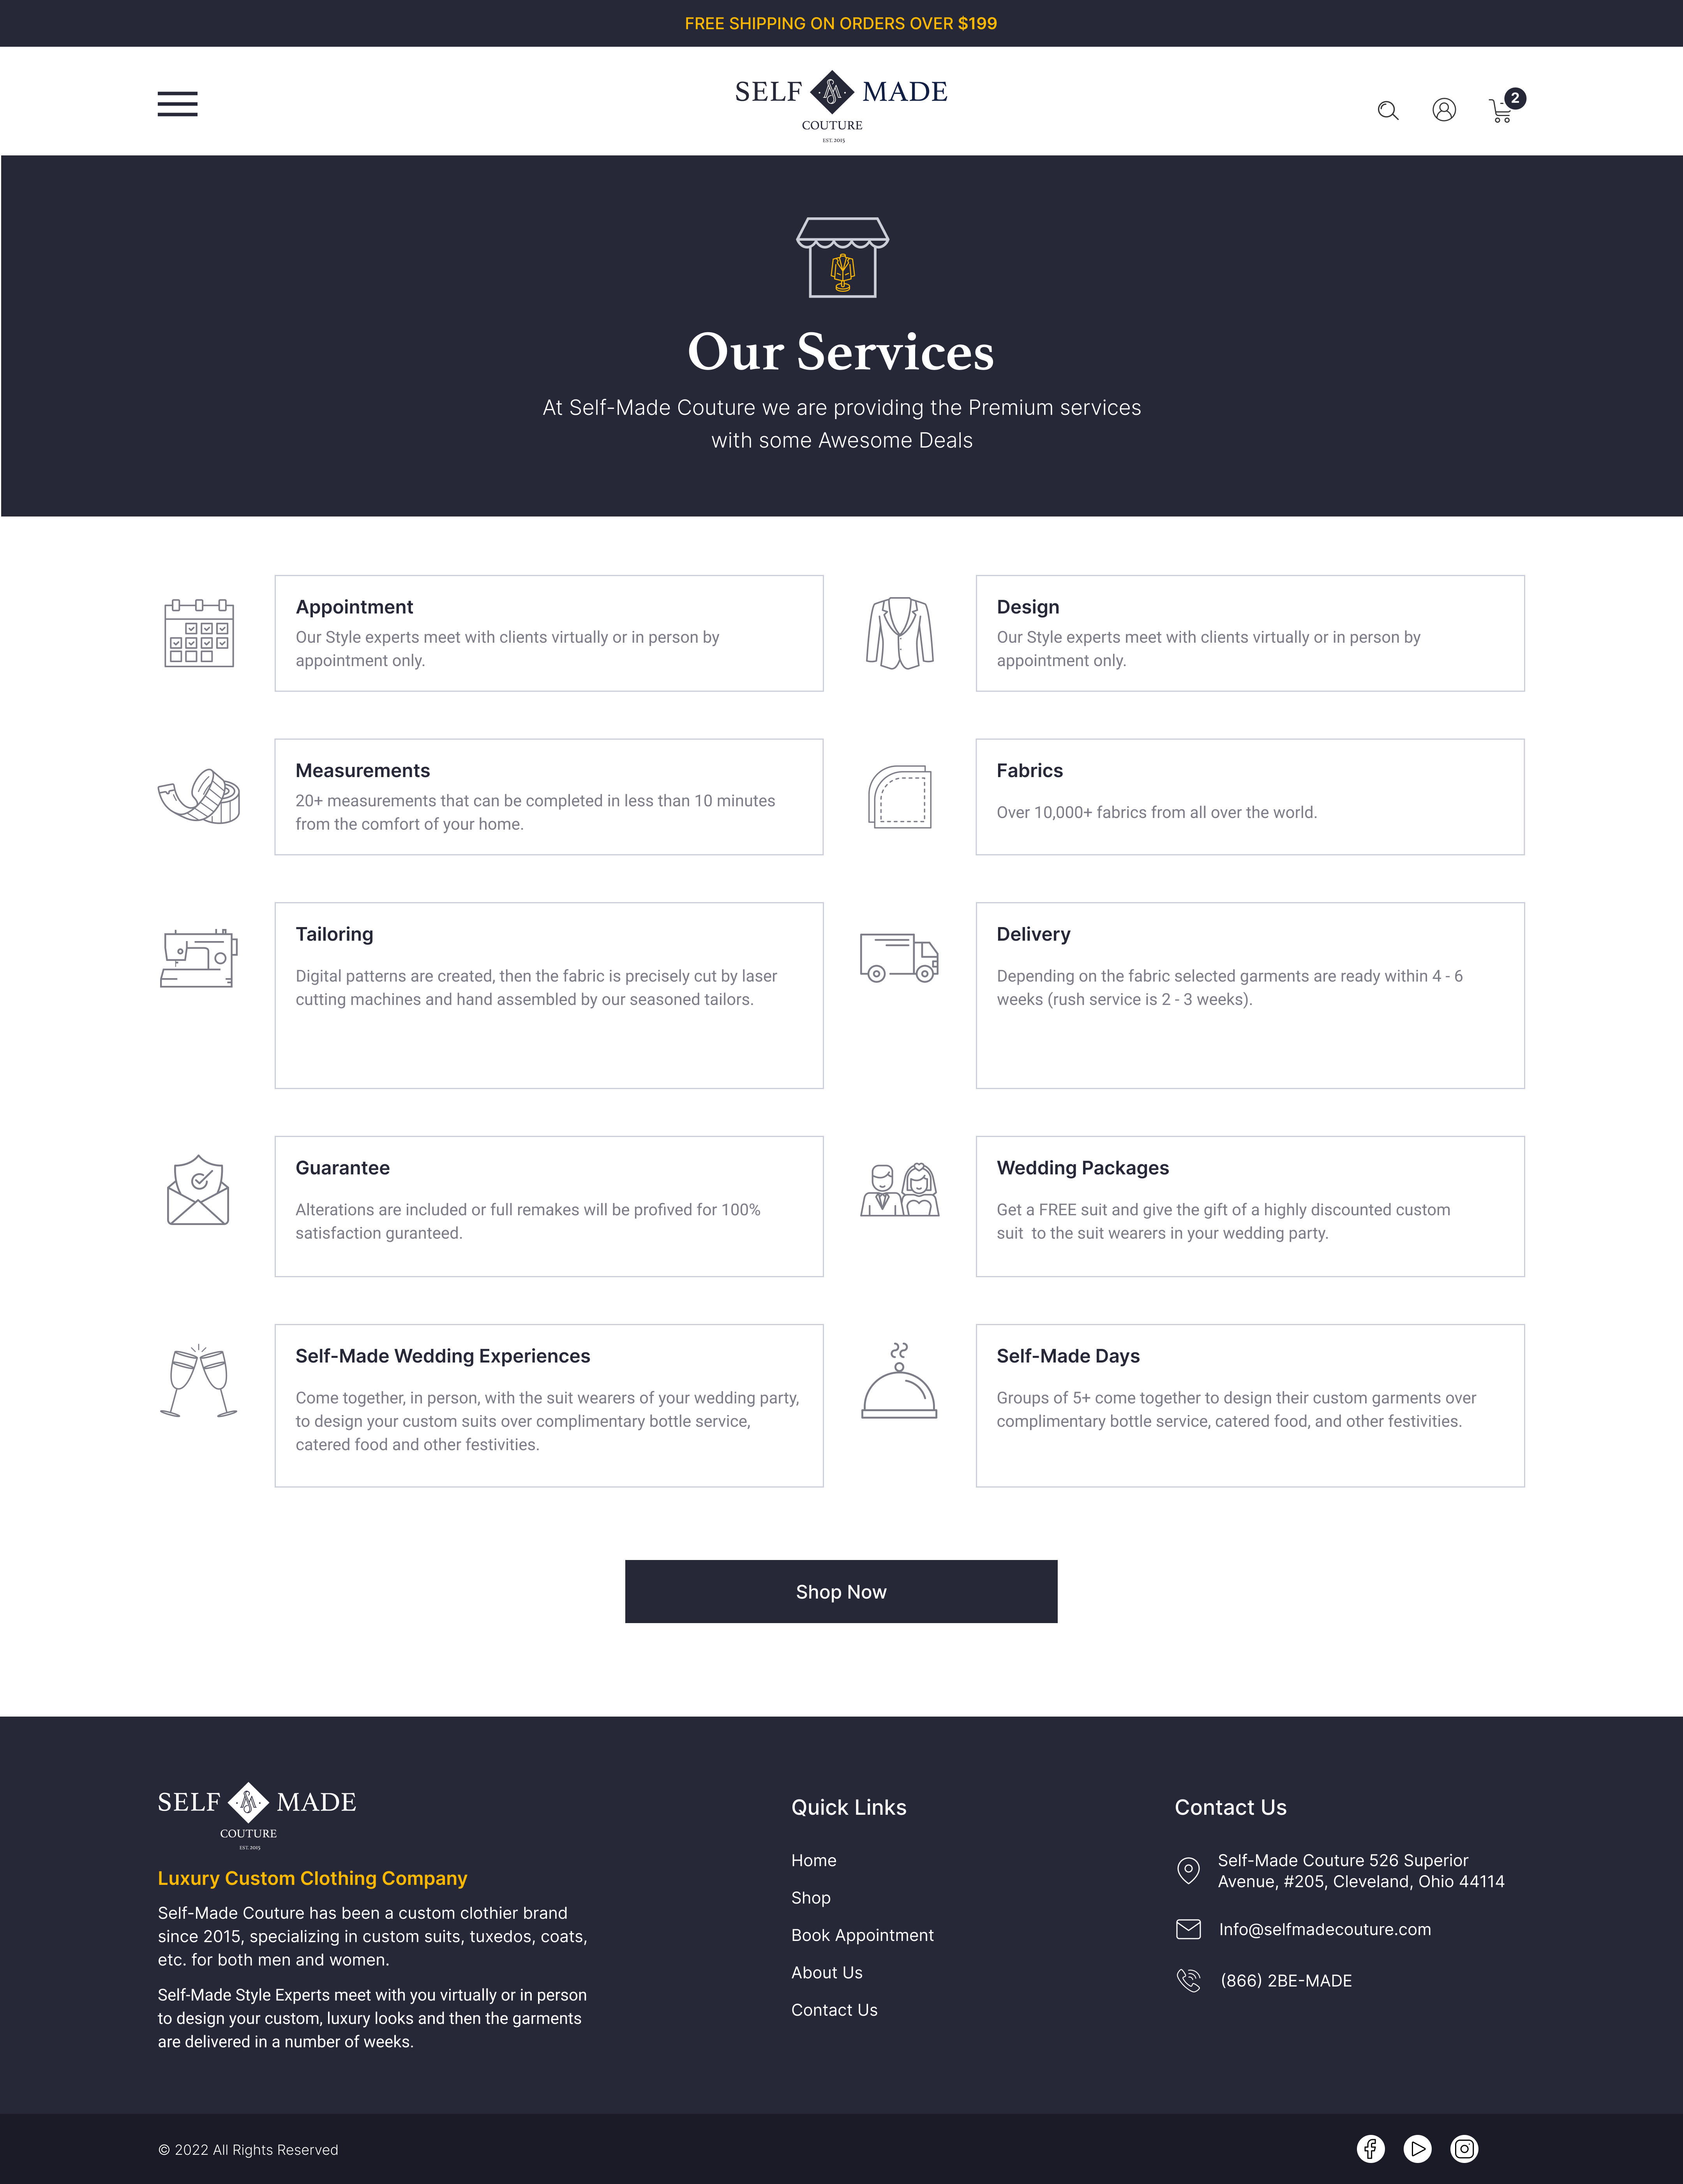 FREE SHIPPING ON ORDERS OVER $199
SELF MADE
COUTURE
EST. 2015
2
Our Services
At Self-Made Couture we are providing the Premium services
with some Awesome Deals
Appointment
Our Style experts meet with clients virtually or in person by
appointment only.
Design
Our Style experts meet with clients virtually or in person by
appointment only.
Measurements
20+ measurements that can be completed in less than 10 minutes
from the comfort of your home.
Fabrics
Over 10,000+ fabrics from all over the world.
Tailoring
Digital patterns are created, then the fabric is precisely cut by laser
cutting machines and hand assembled by our seasoned tailors.
Delivery
Depending on the fabric selected garments are ready within 4 - 6
weeks (rush service is 2 - 3 weeks).
Guarantee
Alterations are included or full remakes will be profived for 100%
satisfaction guranteed.
Wedding Packages
Get a FREE suit and give the gift of a highly discounted custom
suit  to the suit wearers in your wedding party.
Self-Made Wedding Experiences
Come together, in person, with the suit wearers of your wedding party,
to design your custom suits over complimentary bottle service,
catered food and other festivities.
Self-Made Days
Groups of 5+ come together to design their custom garments over
complimentary bottle service, catered food, and other festivities.
Shop Now
SELF MADE
COUTURE
EST. 2015
Luxury Custom Clothing Company
Self-Made Couture has been a custom clothier brand
since 2015, specializing in custom suits, tuxedos, coats,
etc. for both men and women.
Self-Made Style Experts meet with you virtually or in person
to design your custom, luxury looks and then the garments
are delivered in a number of weeks.
Quick Links
Home
Shop
Book Appointment
About Us
Contact Us
Contact Us
Self-Made Couture 526 Superior
Avenue, #205, Cleveland, Ohio 44114
Info@selfmadecouture.com
(866) 2BE-MADE
© 2022 All Rights Reserved